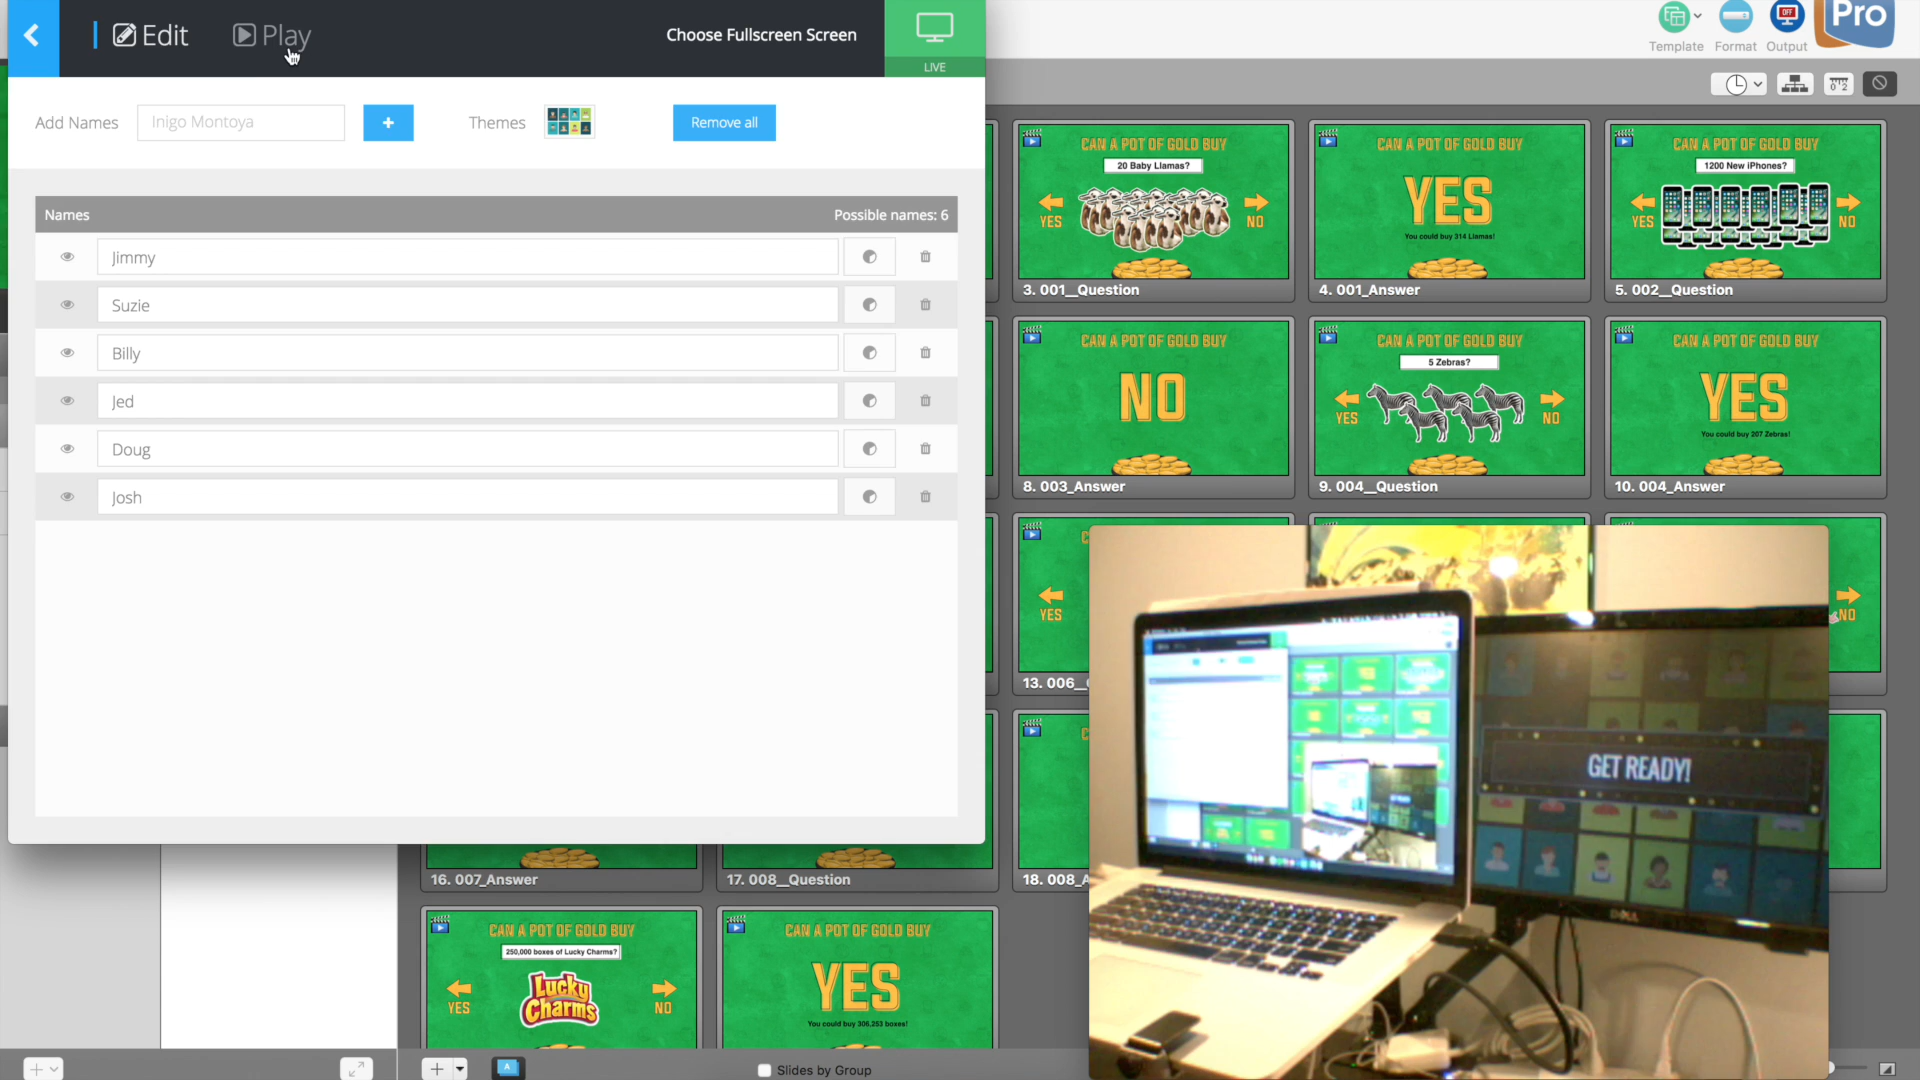 Edit
Play
Choose Fullscreen Screen
LIVE
Add Names
Inigo Montoya
+
Themes
Remove all
Names
Possible names: 6
Jimmy
Suzie
Billy
Jed
Doug
Josh
Template
Format
OFF
Output
Pro
CAN A POT OF GOLD BUY
20 Baby Llamas?
YES
NO
3. 001__Question
CAN A POT OF GOLD BUY
YES
You could buy 314 Llamas!
4. 001_Answer
CAN A POT OF GOLD BUY
1200 New iPhones?
YES
NO
5. 002__Question
CAN A POT OF GOLD BUY
NO
8. 003_Answer
CAN A POT OF GOLD BUY
5 Zebras?
YES
NO
9. 004__Question
CAN A POT OF GOLD BUY
YES
You could buy 207 Zebras!
10. 004_Answer
YES
NO
13. 006_
GET READY!
DELL
16. 007_Answer
17. 008__Question
18. 008_A
CAN A POT OF GOLD BUY
250,000 boxes of Lucky Charms?
YES
Lucky
Charms
NO
CAN A POT OF GOLD BUY
YES
You could buy 306,253 boxes!
A
Slides by Group